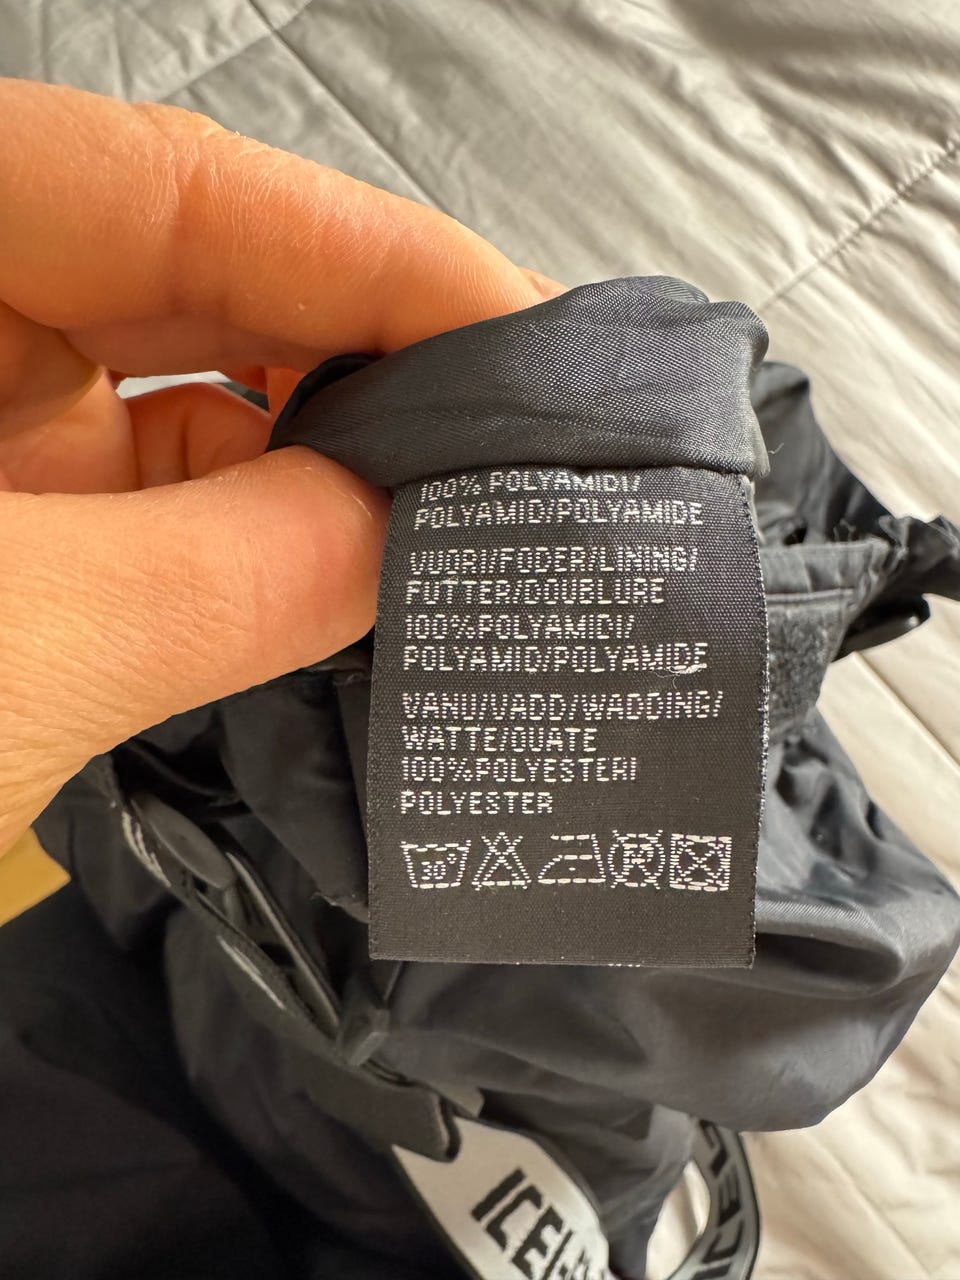 100% POLYAMIDI/
POLYAMID/POLYAMIDE
VUORI/FODER/LINING/
FUTTER/DOUBLURE
100%POLYAMIDI/
POLYAMID/POLYAMIDE
VANU/VADD/WADDING/
WATTE/OUATE
100%POLYESTERI
POLYESTER
30°
P